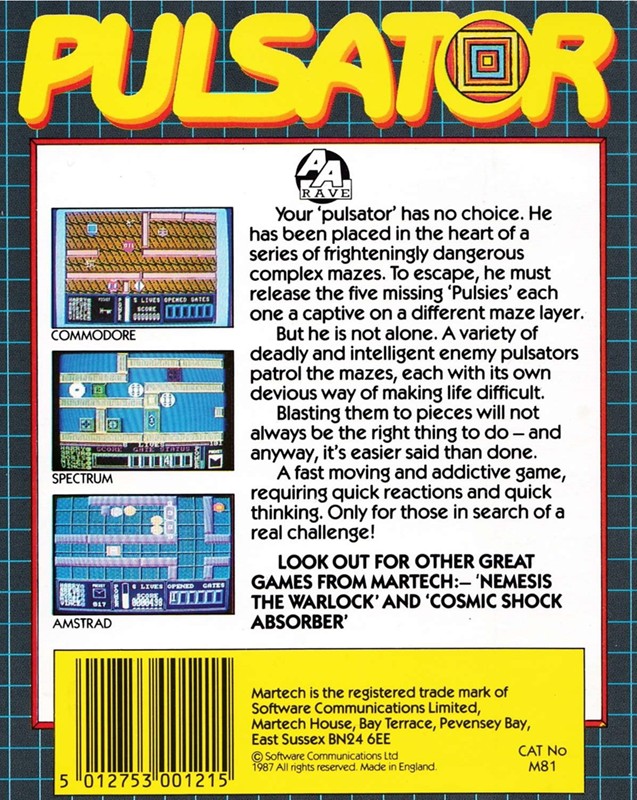 PULSATOR
AA
RAVE
Your 'pulsator' has no choice. He
has been placed in the heart of a
series of frighteningly dangerous
complex mazes. To escape, he must
release the five missing 'Pulsies' each
one a captive on a different maze layer.
But he is not alone. A variety of
deadly and intelligent enemy pulsators
patrol the mazes, each with its own
devious way of making life difficult.
Blasting them to pieces will not
always be the right thing to do – and
anyway, it's easier said than done.
A fast moving and addictive game,
requiring quick reactions and quick
thinking. Only for those in search of a
real challenge!
LOOK OUT FOR OTHER GREAT
GAMES FROM MARTECH:– 'NEMESIS
THE WARLOCK' AND 'COSMIC SHOCK
ABSORBER'
5 LIVES OPENED GATES
SCORE
COMMODORE
LIVES
SCORE GATE STATUS
SPECTRUM
6 LIVES OPENED GATES
SCORE
017
AMSTRAD
5 012753 001215
Martech is the registered trade mark of
Software Communications Limited,
Martech House, Bay Terrace, Pevensey Bay,
East Sussex BN24 6EE
© Software Communications Ltd
1987 All rights reserved. Made in England.
CAT No
M81